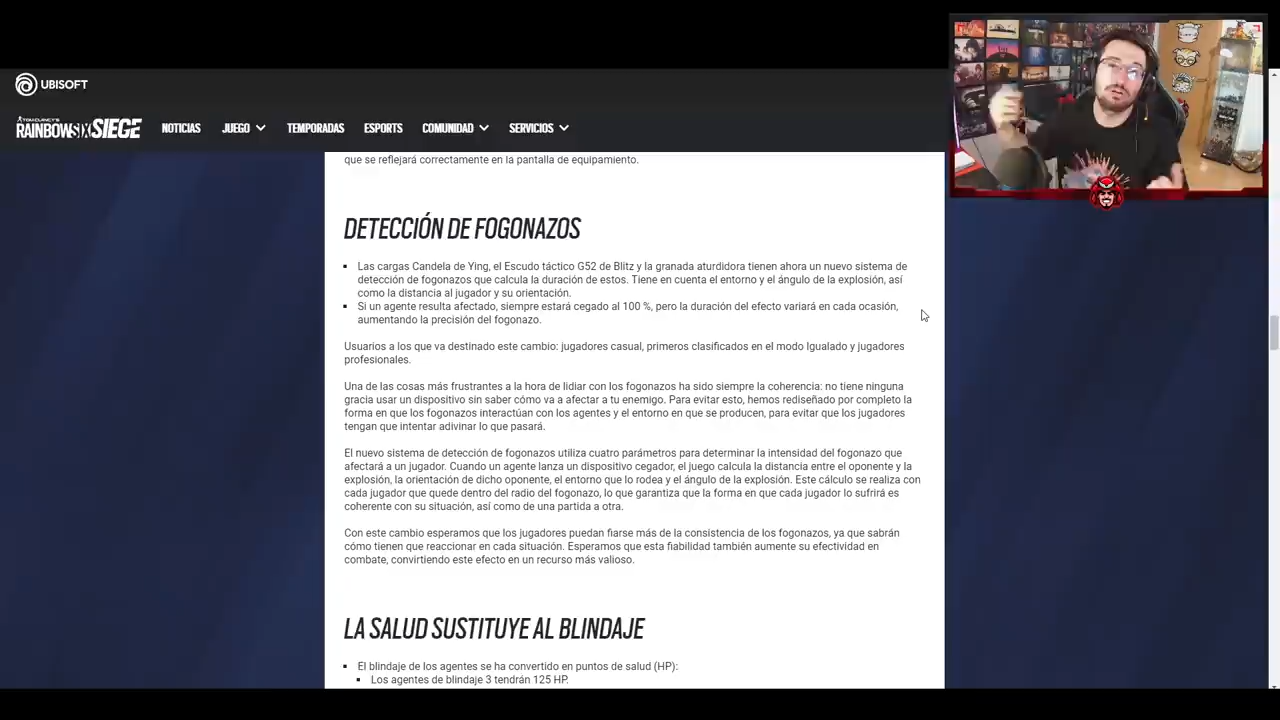 UBISOFT
TOM CLANCY'S
RAINBOWSIX SIEGE
NOTICIAS JUEGO TEMPORADAS ESPORTS COMUNIDAD SERVICIOS
que se reflejará correctamente en la pantalla de equipamiento.
DETECCIÓN DE FOGONAZOS
▪ Las cargas Candela de Ying, el Escudo táctico G52 de Blitz y la granada aturdidora tienen ahora un nuevo sistema de
detección de fogonazos que calcula la duración de estos. Tiene en cuenta el entorno y el ángulo de la explosión, así
como la distancia al jugador y su orientación.
▪ Si un agente resulta afectado, siempre estará cegado al 100 %, pero la duración del efecto variará en cada ocasión,
aumentando la precisión del fogonazo.
Usuarios a los que va destinado este cambio: jugadores casual, primeros clasificados en el modo Igualado y jugadores
profesionales.
Una de las cosas más frustrantes a la hora de lidiar con los fogonazos ha sido siempre la coherencia: no tiene ninguna
gracia usar un dispositivo sin saber cómo va a afectar a tu enemigo. Para evitar esto, hemos rediseñado por completo la
forma en que los fogonazos interactúan con los agentes y el entorno en que se producen, para evitar que los jugadores
tengan que intentar adivinar lo que pasará.
El nuevo sistema de detección de fogonazos utiliza cuatro parámetros para determinar la intensidad del fogonazo que
afectará a un jugador. Cuando un agente lanza un dispositivo cegador, el juego calcula la distancia entre el oponente y la
explosión, la orientación de dicho oponente, el entorno que lo rodea y el ángulo de la explosión. Este cálculo se realiza con
cada jugador que quede dentro del radio del fogonazo, lo que garantiza que la forma en que cada jugador lo sufrirá es
coherente con su situación, así como de una partida a otra.
Con este cambio esperamos que los jugadores puedan fiarse más de la consistencia de los fogonazos, ya que sabrán
cómo tienen que reaccionar en cada situación. Esperamos que esta fiabilidad también aumente su efectividad en
combate, convirtiendo este efecto en un recurso más valioso.
LA SALUD SUSTITUYE AL BLINDAJE
▪ El blindaje de los agentes se ha convertido en puntos de salud (HP):
▪ Los agentes de blindaje 3 tendrán 125 HP.